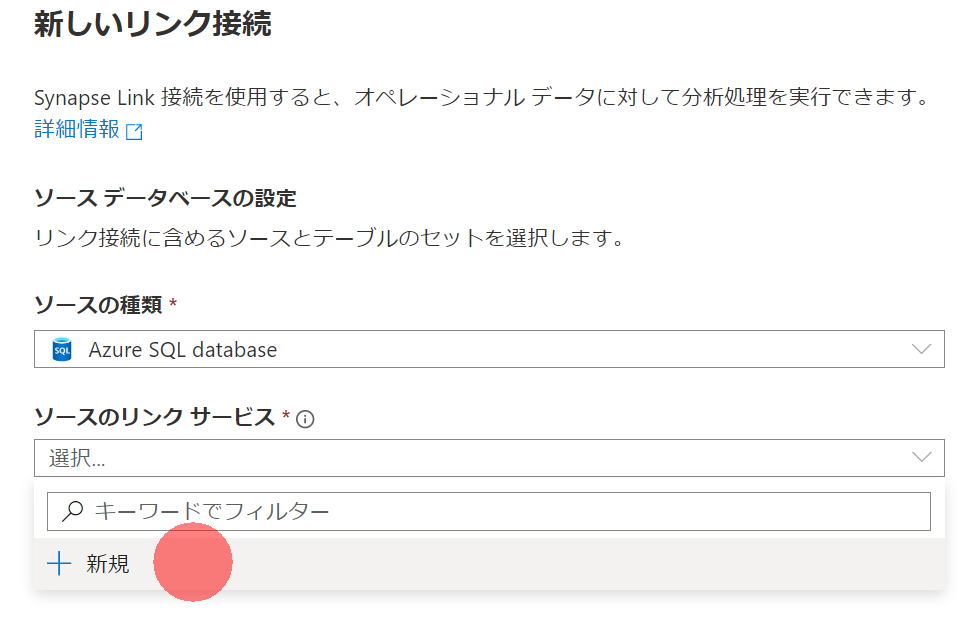 新しいリンク接続
Synapse Link 接続を使用すると、オペレーショナル データに対して分析処理を実行できます。
詳細情報
ソース データベースの設定
リンク接続に含めるソースとテーブルのセットを選択します。
ソースの種類 *
SQL Azure SQL database
ソースのリンク サービス *
選択...
キーワードでフィルター
新規